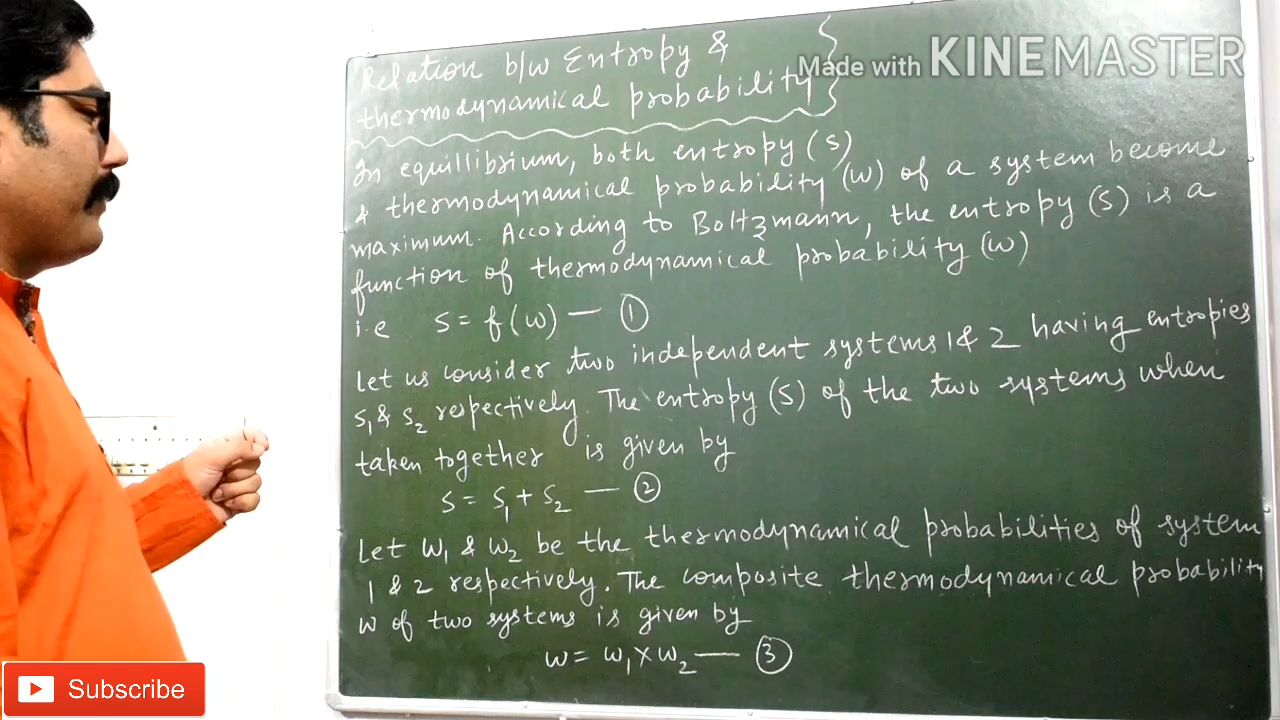 Relation b/w Entropy &
thermodynamical probability
Made with KINEMASTER
In equillibrium, both entropy (S)
& thermodynamical probability (W) of a system become
maximum. According to Boltzmann, the entropy (S) is a
function of thermodynamical probability (W)
i.e S = f(W) — ①
Let us consider two independent systems 1 & 2 having entropies
S₁ & S₂ respectively. The entropy (S) of the two systems when
taken together is given by
S = S₁ + S₂ — ②
Let W₁ & W₂ be the thermodynamical probabilities of system
1 & 2 respectively. The composite thermodynamical probability
W of two systems is given by
W = W₁ × W₂ — ③
Subscribe